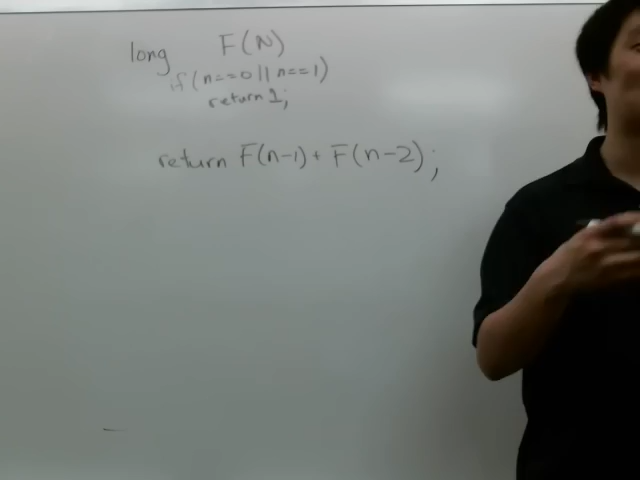 long F(N)
if (n==0 || n==1)
return 1;
return F(n-1) + F(n-2);